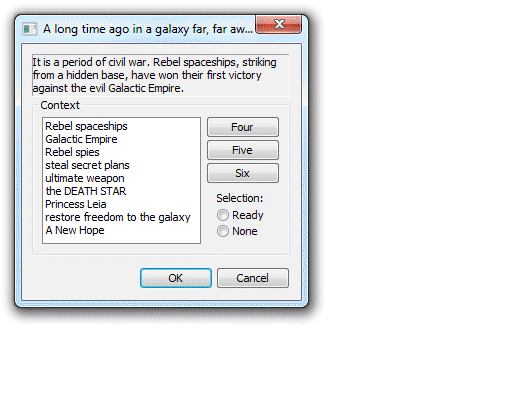 A long time ago in a galaxy far, far aw...
It is a period of civil war. Rebel spaceships, striking
from a hidden base, have won their first victory
against the evil Galactic Empire.
Context
Rebel spaceships
Galactic Empire
Rebel spies
steal secret plans
ultimate weapon
the DEATH STAR
Princess Leia
restore freedom to the galaxy
A New Hope
Four
Five
Six
Selection:
Ready
None
OK
Cancel